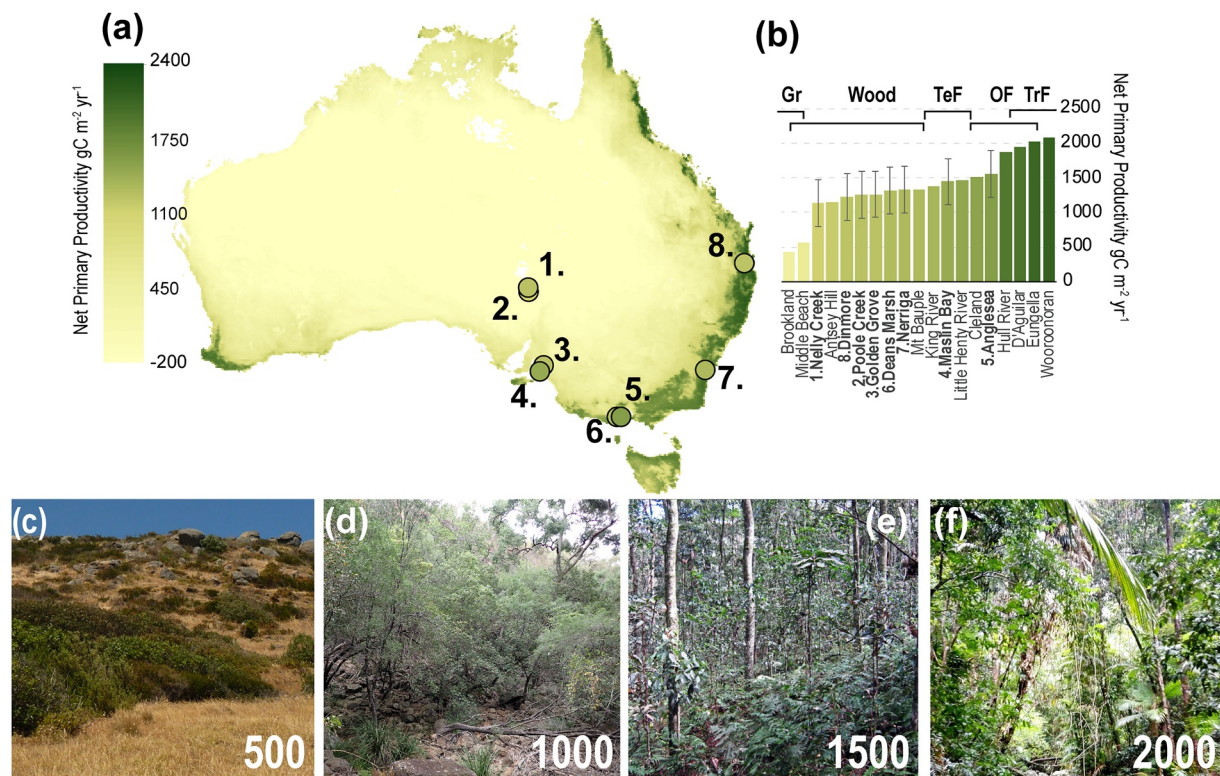 (a)
Net Primary Productivity gC m⁻² yr⁻¹
2400
1750
1100
450
-200
1.
2.
3.
4.
5.
6.
7.
8.
(b)
Gr Wood TeF OF TrF
2500
2000
1500
1000
500
0
Net Primary Productivity gC m⁻² yr⁻¹
Brookland
Middle Beach
1.Nelly Creek
Antsey Hill
8.Dinmore
2.Poole Creek
3.Golden Grove
6.Deans Marsh
7.Nerriga
Mt Bauple
King River
4.Maslin Bay
Little Henty River
Cleland
5.Anglesea
Hull River
D'Aguilar
Eungella
Wooroonoran
(c)
500
(d)
1000
(e)
1500
(f)
2000